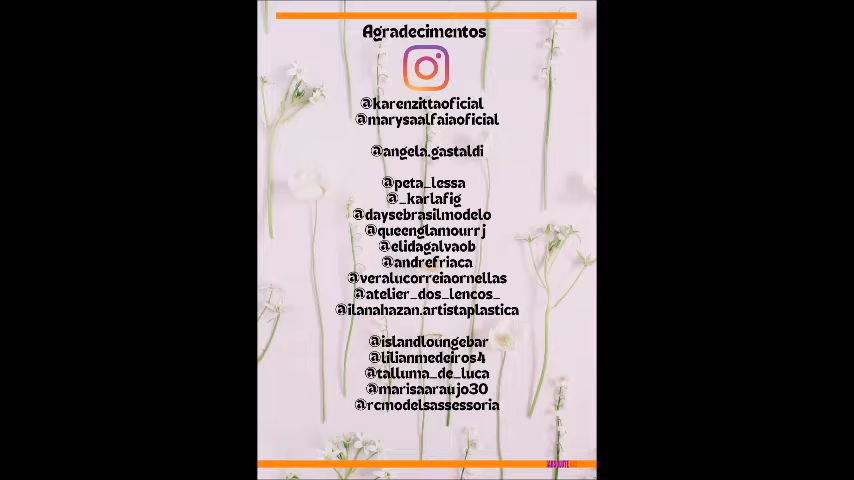 Agradecimentos
@karenzittaoficial
@marysaalfaiaoficial
@angela.gastaldi
@peta_lessa
@_karlafig
@daysebrasilmodelo
@queenglamourrj
@elidagalvaob
@andrefriaca
@veralucorreiaornellas
@atelier_dos_lencos_
@ilanahazan.artistaplastica
@islandloungebar
@lilianmedeiros4
@talluma_de_luca
@marisaaraujo30
@rcmodelsassessoria